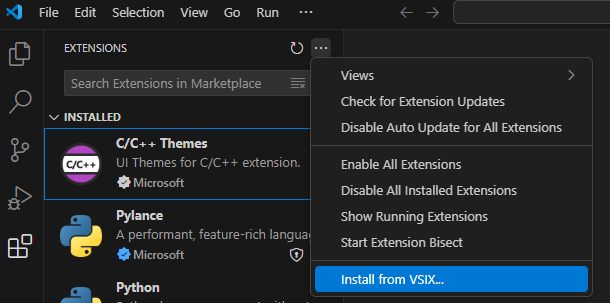 File Edit Selection View Go Run ···
EXTENSIONS
Search Extensions in Marketplace
INSTALLED
C/C++ Themes
UI Themes for C/C++ extension.
Microsoft
C/C++
Pylance
A performant, feature-rich
Microsoft
Python
Views
Check for Extension Updates
Disable Auto Update for All Extensions
Enable All Extensions
Disable All Installed Extensions
Show Running Extensions
Start Extension Bisect
Install from VSIX...